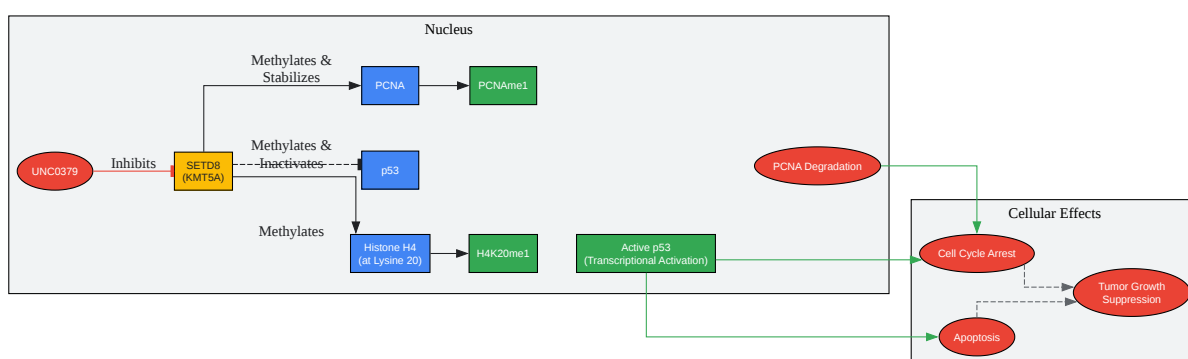 Nucleus
Methylates &
Stabilizes
PCNA
PCNAme1
UNC0379
Inhibits
SETD8
(KMT5A)
Methylates &
Inactivates
p53
PCNA Degradation
Methylates
Histone H4
(at Lysine 20)
H4K20me1
Active p53
(Transcriptional Activation)
Cellular Effects
Cell Cycle Arrest
Tumor Growth
Suppression
Apoptosis